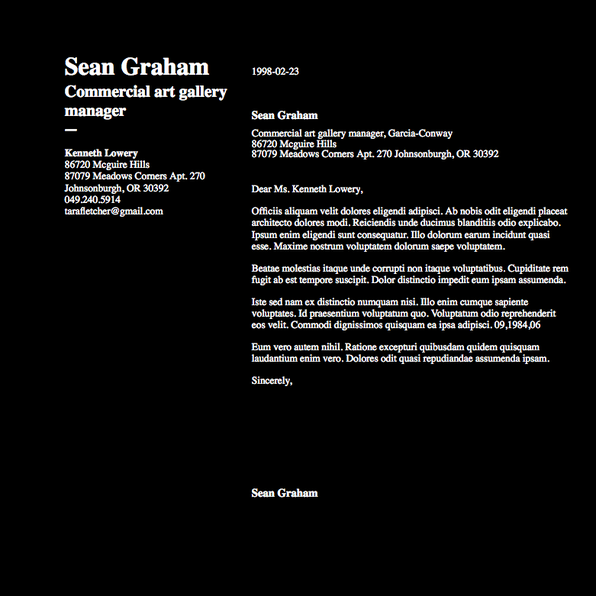 Sean Graham
Commercial art gallery
manager
—
Kenneth Lowery
86720 Mcguire Hills
87079 Meadows Corners Apt. 270
Johnsonburgh, OR 30392
049.240.5914
tarafletcher@gmail.com
1998-02-23
Sean Graham
Commercial art gallery manager, Garcia-Conway
86720 Mcguire Hills
87079 Meadows Corners Apt. 270 Johnsonburgh, OR 30392
Dear Ms. Kenneth Lowery,
Officiis aliquam velit dolores eligendi adipisci. Ab nobis odit eligendi placeat
architecto dolores modi. Reiciendis unde ducimus blanditiis odio explicabo.
Ipsum enim eligendi sunt consequatur. Illo dolorum earum incidunt quasi
esse. Maxime nostrum voluptatem dolorum saepe voluptatem.
Beatae molestias itaque unde corrupti non itaque voluptatibus. Cupiditate rem
fugit ab est tempore suscipit. Dolor distinctio impedit eum ipsam assumenda.
Iste sed nam ex distinctio numquam nisi. Illo enim cumque sapiente
voluptates. Id praesentium voluptatum quo. Voluptatum odio reprehenderit
eos velit. Commodi dignissimos quisquam ea ipsa adipisci. 09,1984,06
Eum vero autem nihil. Ratione excepturi quibusdam quidem quisquam
laudantium enim vero. Dolores odit quasi repudiandae assumenda ipsam.
Sincerely,
Sean Graham